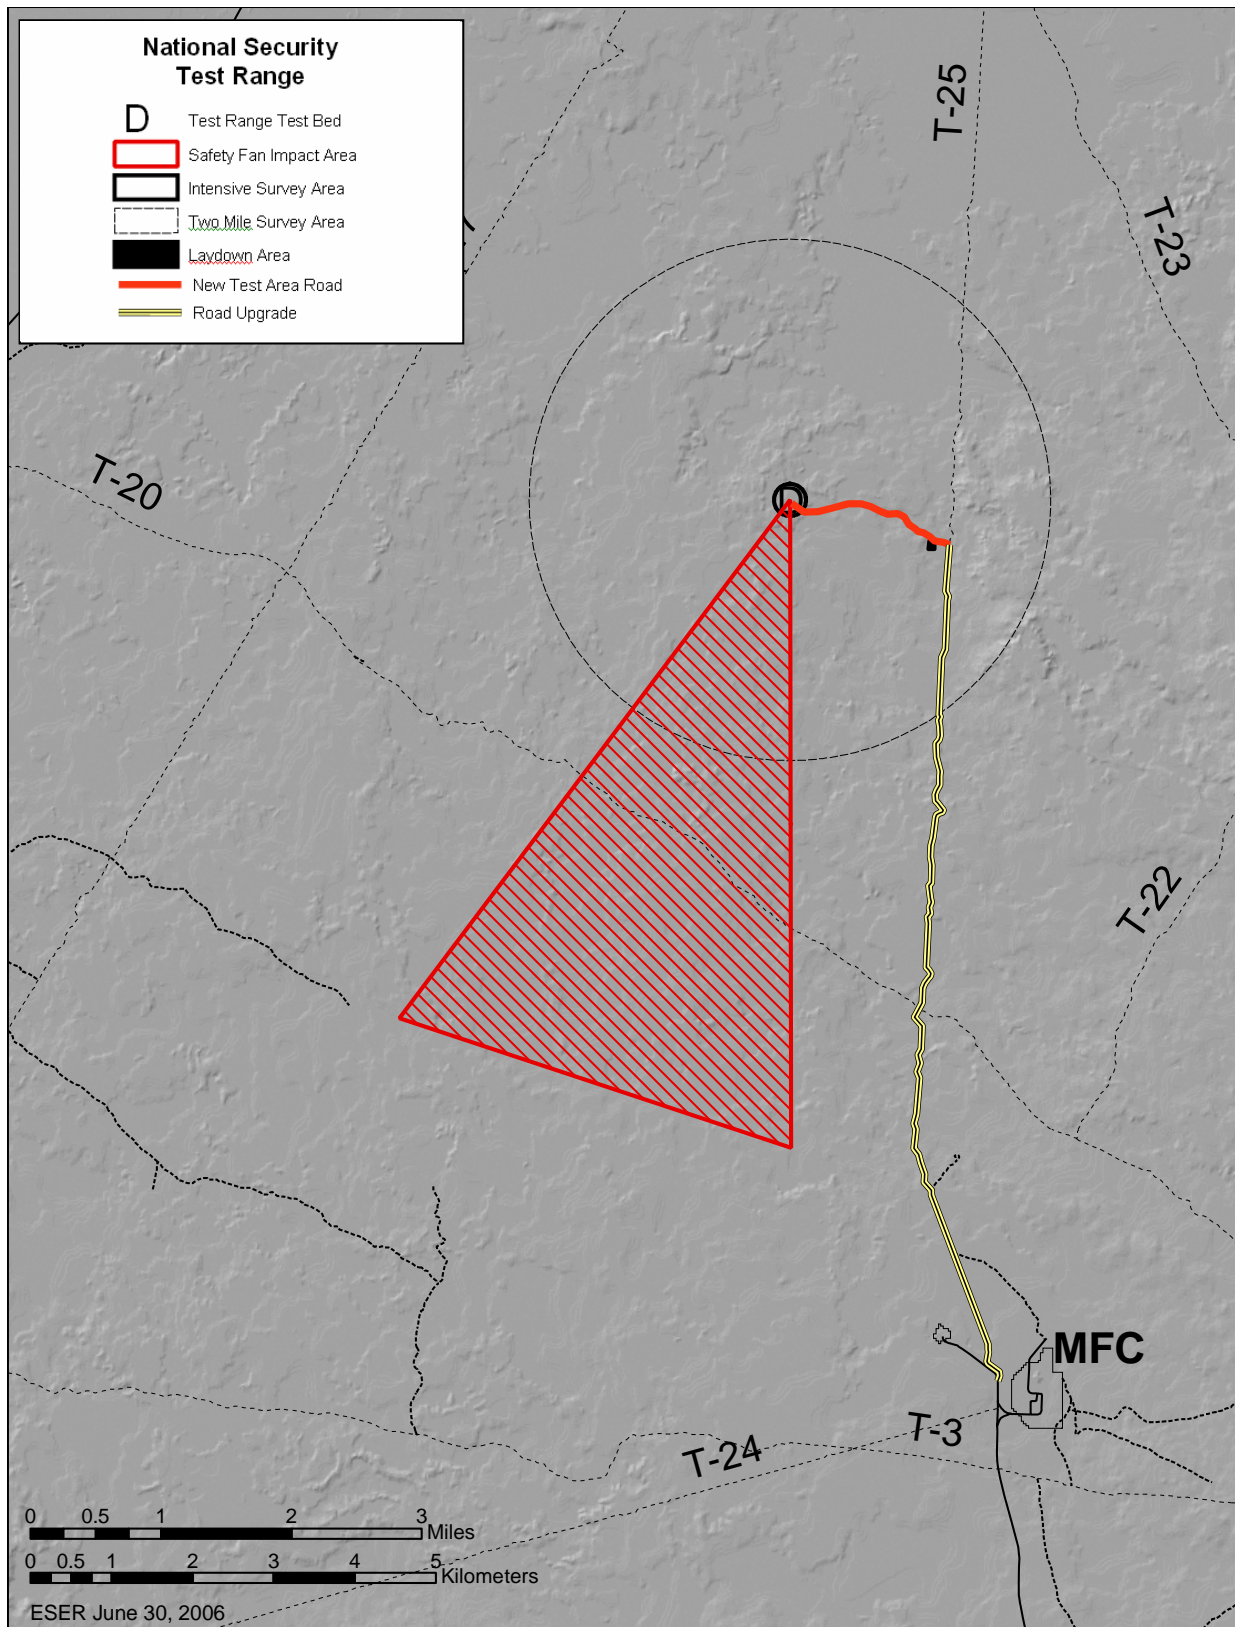 National Security
Test Range
D Test Range Test Bed
Safety Fan Impact Area
Intensive Survey Area
Two Mile Survey Area
Laydown Area
New Test Area Road
Road Upgrade
T-25
T-23
T-20
D
T-22
MFC
T-3
T-24
0 0.5 1 2 3
Miles
0 0.5 1 2 3 4 5
Kilometers
ESER June 30, 2006